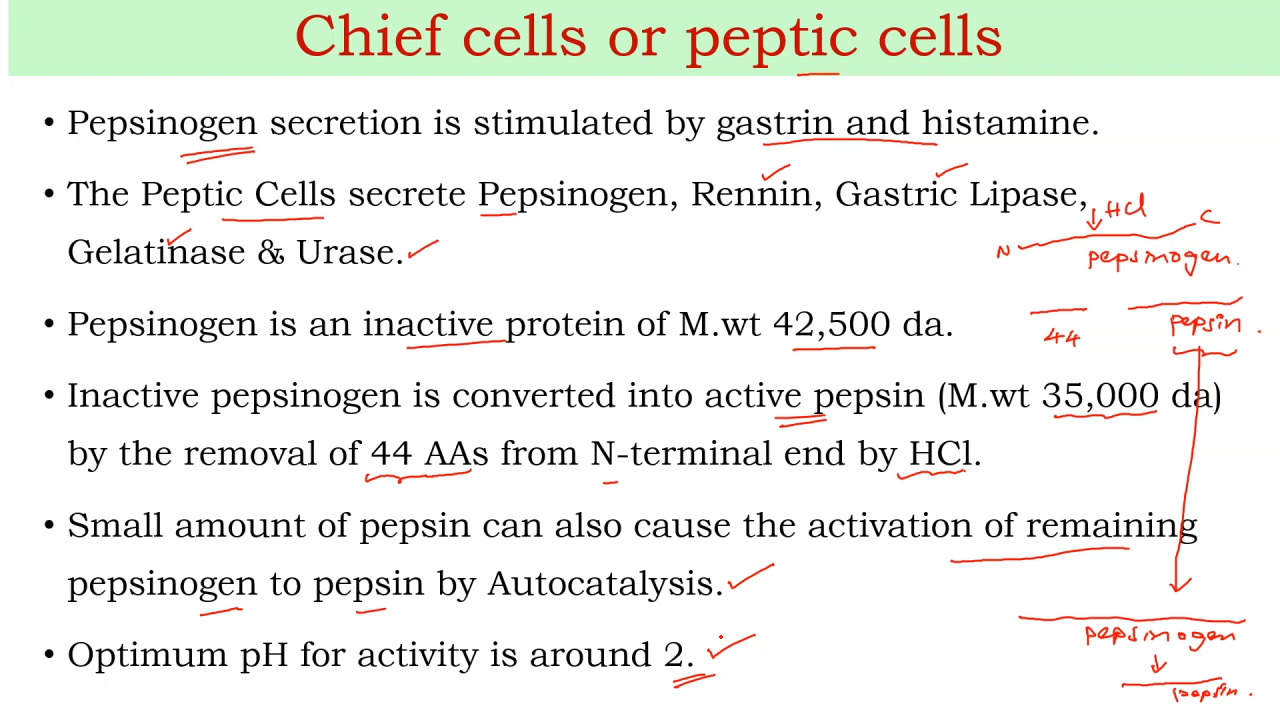 Chief cells or peptic cells
• Pepsinogen secretion is stimulated by gastrin and histamine.
• The Peptic Cells secrete Pepsinogen, Rennin, Gastric Lipase,
Gelatinase & Urase.
HCl
N
C
pepsinogen.
• Pepsinogen is an inactive protein of M.wt 42,500 da.
44
pepsin.
• Inactive pepsinogen is converted into active pepsin (M.wt 35,000 da)
by the removal of 44 AAs from N-terminal end by HCl.
• Small amount of pepsin can also cause the activation of remaining
pepsinogen to pepsin by Autocatalysis.
• Optimum pH for activity is around 2.
pepsinogen
pepsin.